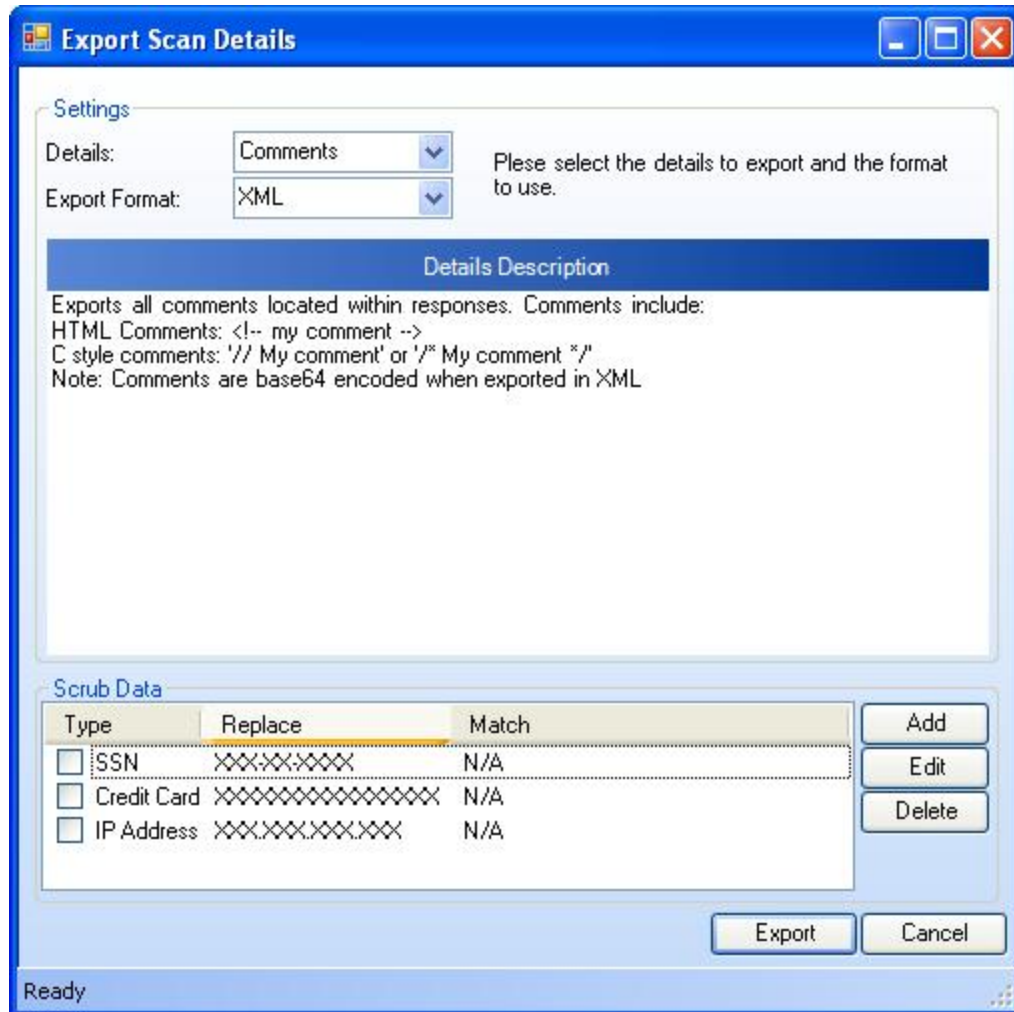 Export Scan Details
Settings
Details:
Comments
Plese select the details to export and the format
to use.
Export Format:
XML
Details Description
Exports all comments located within responses. Comments include:
HTML Comments: <!-- my comment -->
C style comments: '// My comment' or '/* My comment */'
Note: Comments are base64 encoded when exported in XML
Scrub Data
Type Replace Match
SSN XXX-XX-XXXX N/A
Credit Card XXXXXXXXXXXXXXXX N/A
IP Address XXX.XXX.XXX.XXX N/A
Add
Edit
Delete
Export Cancel
Ready